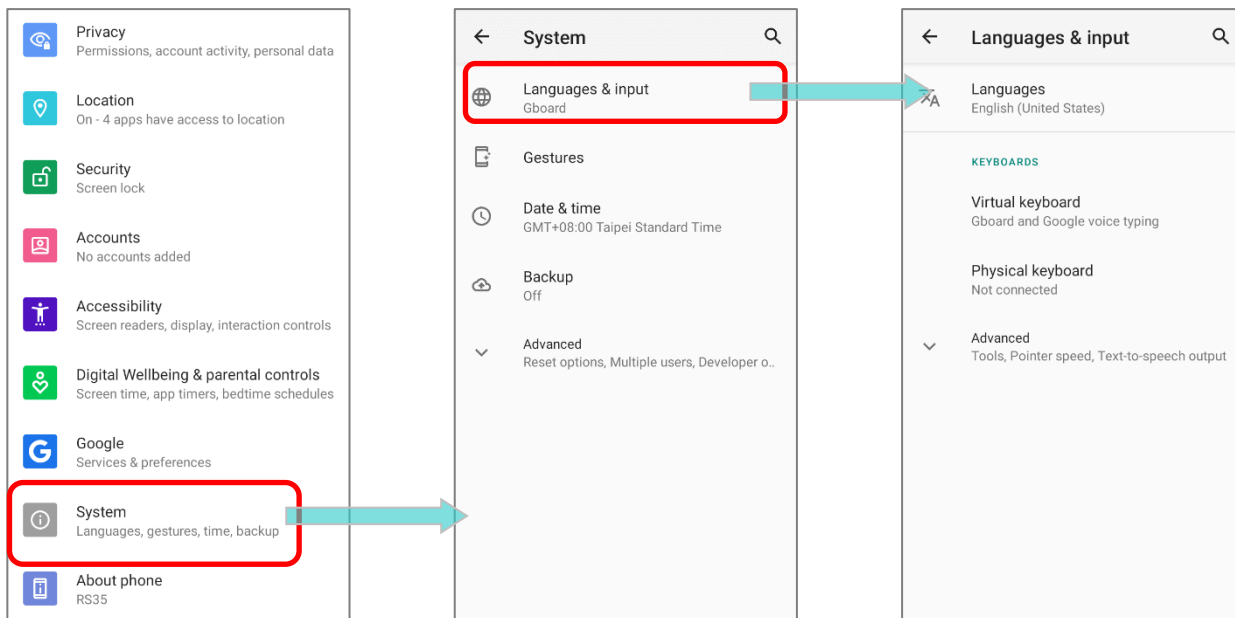 Privacy
Permissions, account activity, personal data
Location
On - 4 apps have access to location
Security
Screen lock
Accounts
No accounts added
Accessibility
Screen readers, display, interaction controls
Digital Wellbeing & parental controls
Screen time, app timers, bedtime schedules
Google
Services & preferences
System
Languages, gestures, time, backup
About phone
RS35
System
Languages & input
Gboard
Gestures
Date & time
GMT+08:00 Taipei Standard Time
Backup
Off
Advanced
Reset options, Multiple users, Developer o..
Languages & input
Languages
English (United States)
KEYBOARDS
Virtual keyboard
Gboard and Google voice typing
Physical keyboard
Not connected
Advanced
Tools, Pointer speed, Text-to-speech output